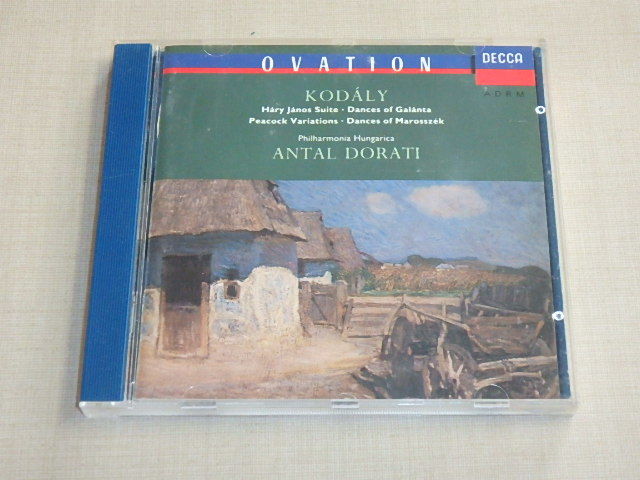 OVATION
DECCA
KODÁLY
ADRM
Háry János Suite · Dances of Galánta
Peacock Variations · Dances of Marosszék
Philharmonia Hungarica
ANTAL DORATI